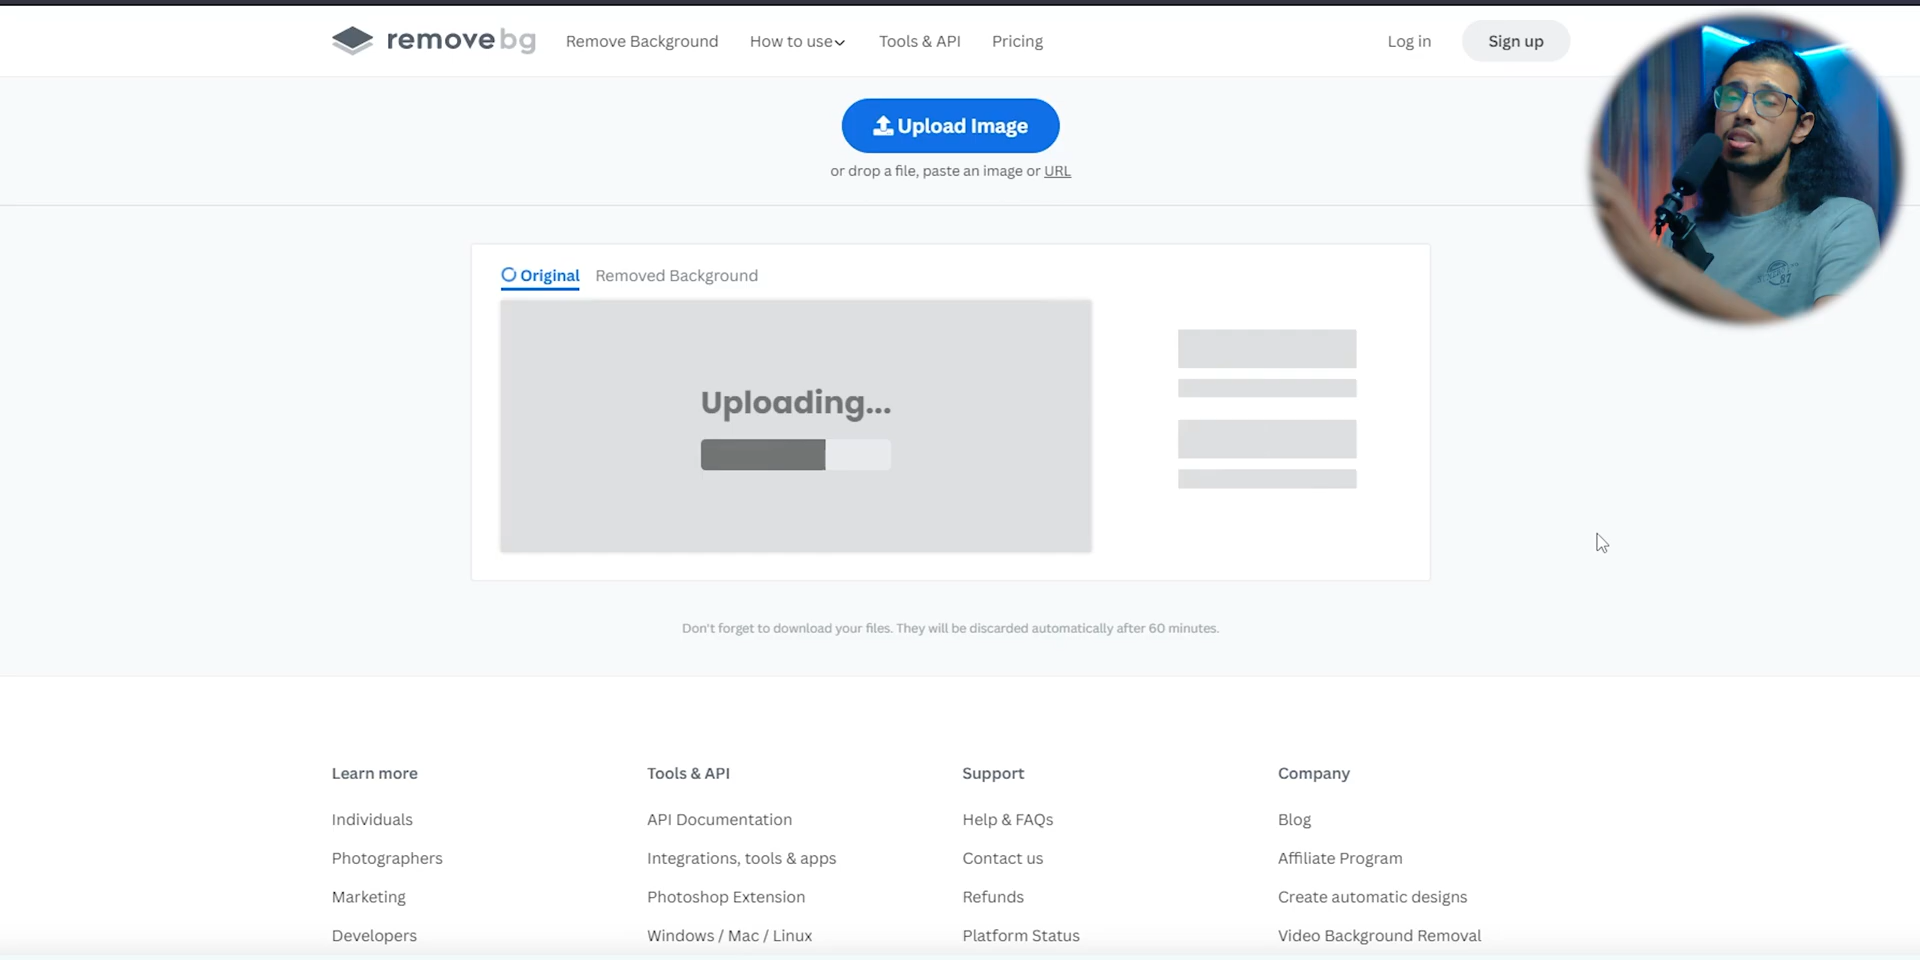 removebg Remove Background How to use Tools & API Pricing Log in Sign up
Upload Image
or drop a file, paste an image or URL
Original Removed Background
Uploading...
Don't forget to download your files. They will be discarded automatically after 60 minutes.
Learn more
Individuals
Photographers
Marketing
Developers
Tools & API
API Documentation
Integrations, tools & apps
Photoshop Extension
Windows / Mac / Linux
Support
Help & FAQs
Contact us
Refunds
Platform Status
Company
Blog
Affiliate Program
Create automatic designs
Video Background Removal
87